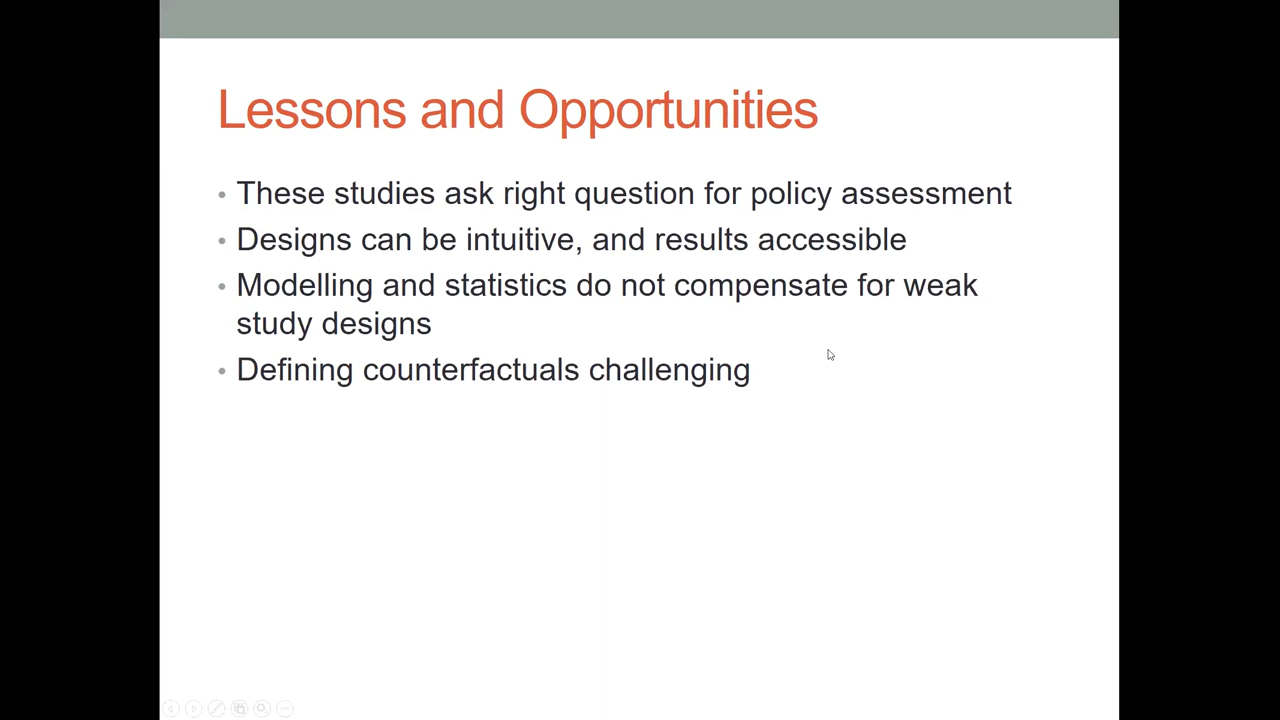 Lessons and Opportunities
• These studies ask right question for policy assessment
• Designs can be intuitive, and results accessible
• Modelling and statistics do not compensate for weak
study designs
• Defining counterfactuals challenging